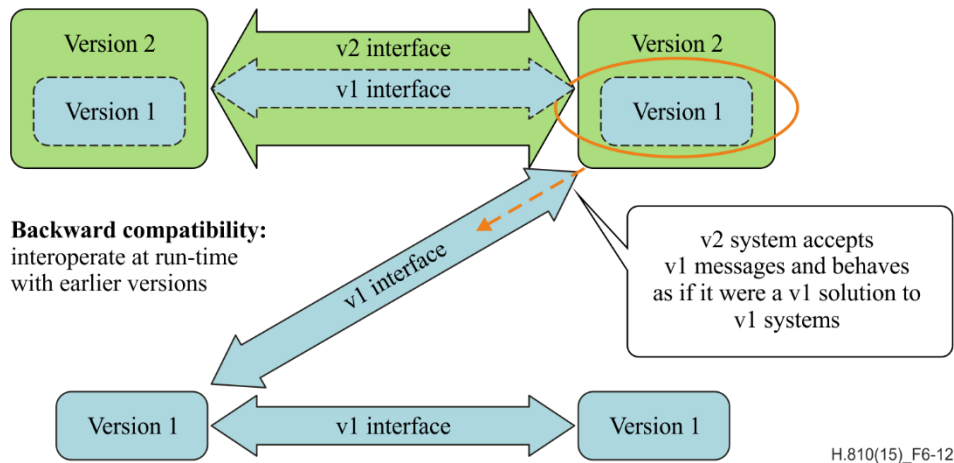 Version 2
Version 1
v2 interface
v1 interface
Version 2
Version 1
Backward compatibility:
interoperate at run-time
with earlier versions
v1 interface
v2 system accepts
v1 messages and behaves
as if it were a v1 solution to
v1 systems
Version 1
v1 interface
Version 1
H.810(15)_F6-12